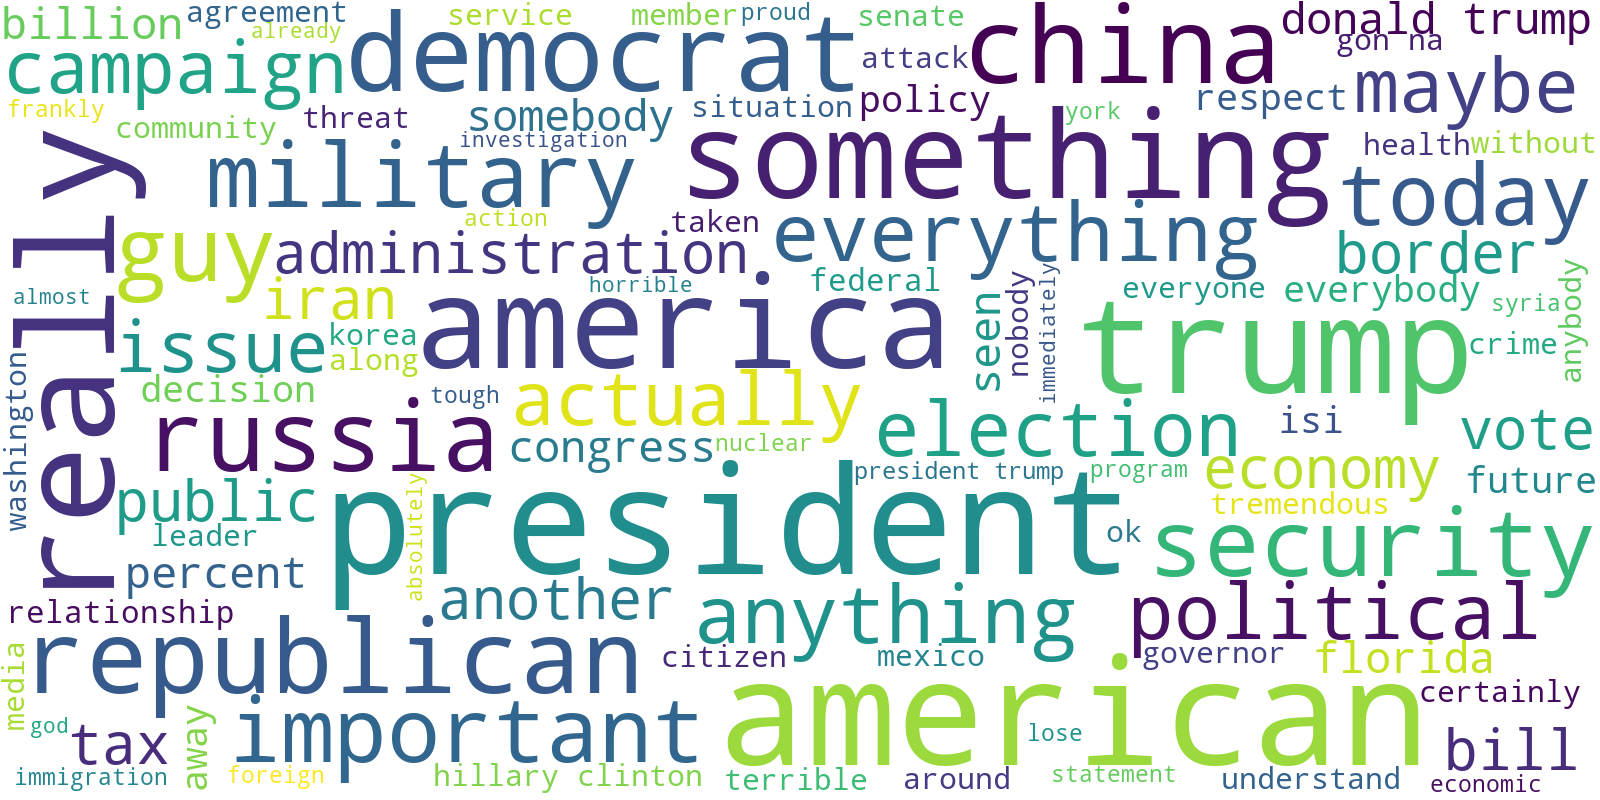 billion
agreement
already
service
member
proud
senate
donald trump
gon na
campaign
democrat
attack
china
maybe
frankly
community
threat
somebody
investigation
situation
policy
york
respect
health
without
really
military
something
today
action
taken
guy
administration
everything
border
almost
iran
horrible
federal
everyone
everybody
syria
anybody
issue
korea
along
america
seen
nobody
immediately
trump
crime
washington
decision
tough
actually
russia
congress
nuclear
election
isi
vote
public
absolutely
president
president trump
program
economy
future
tremendous
leader
ok
security
percent
relationship
another
anything
political
republican
citizen
mexico
governor
florida
media
god
tax
away
important
american
lose
certainly
bill
immigration
foreign
hillary clinton
terrible
around
statement
understand
economic